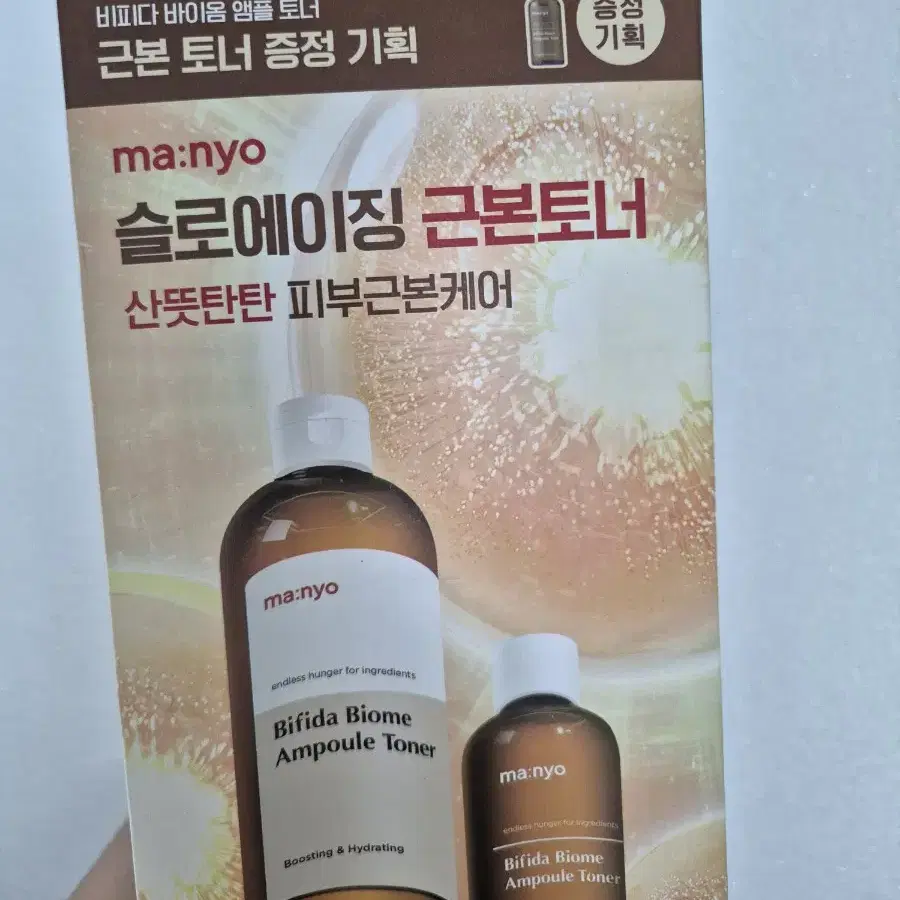 비피다 바이옴 앰플 토너
근본 토너 증정 기획
증정
기획
ma:nyo
슬로에이징 근본토너
산뜻탄탄 피부근본케어
ma:nyo
endless hunger for ingredients
Bifida Biome
Ampoule Toner
Boosting & Hydrating
ma:nyo
endless hunger for ingredients
Bifida Biome
Ampoule Toner